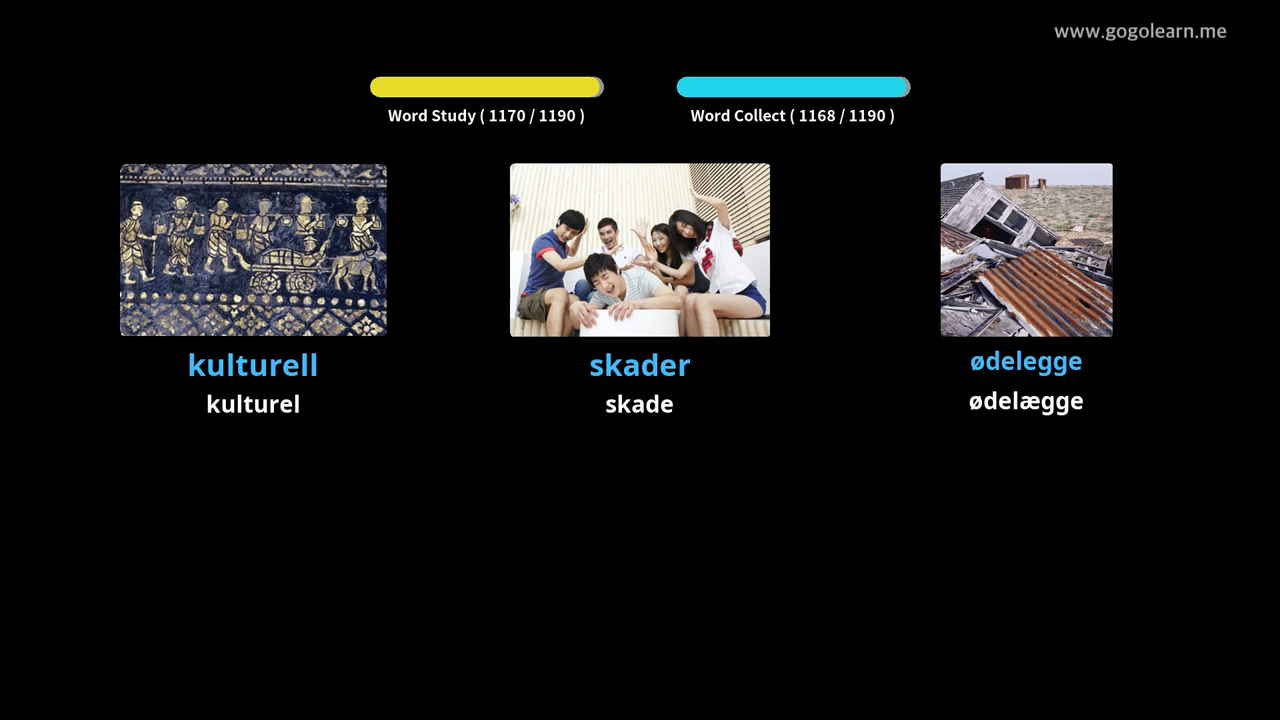 www.gogolearn.me
Word Study ( 1170 / 1190 )
Word Collect ( 1168 / 1190 )
kulturell
kulturel
skader
skade
ødelegge
ødelægge